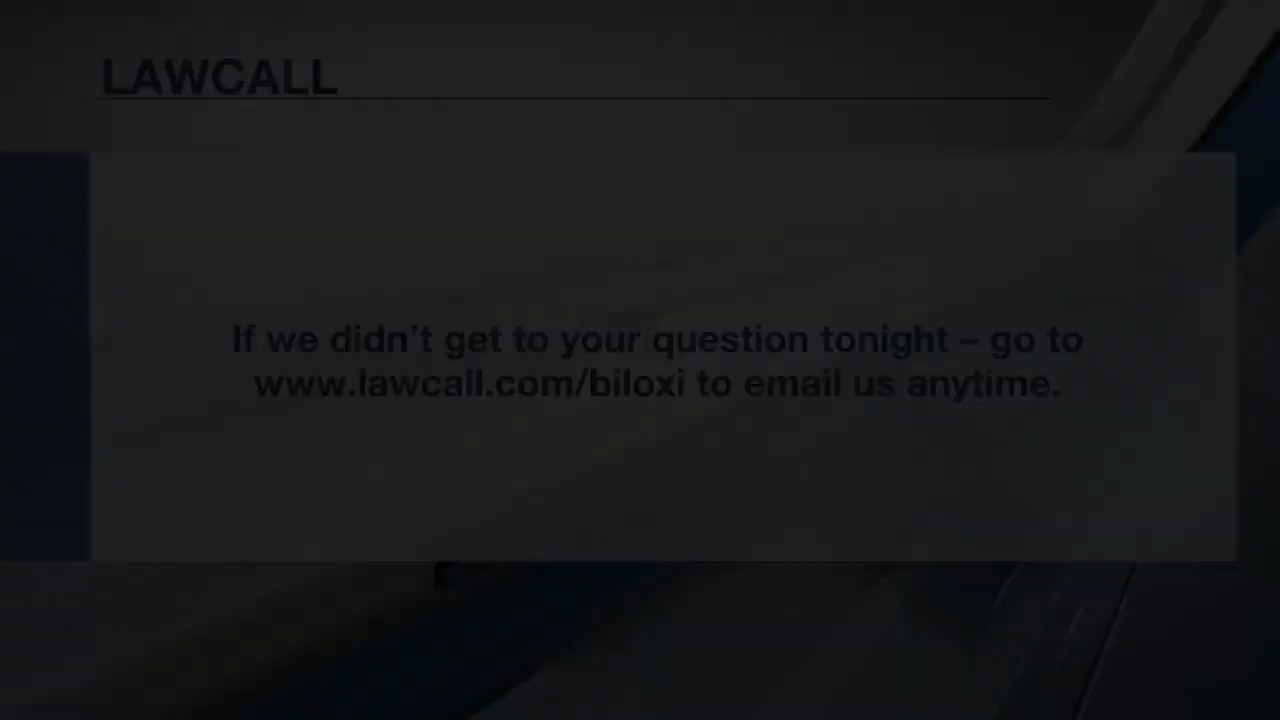 LAWCALL
If we didn't get to your question tonight – go to
www.lawcall.com/biloxi to email us anytime.